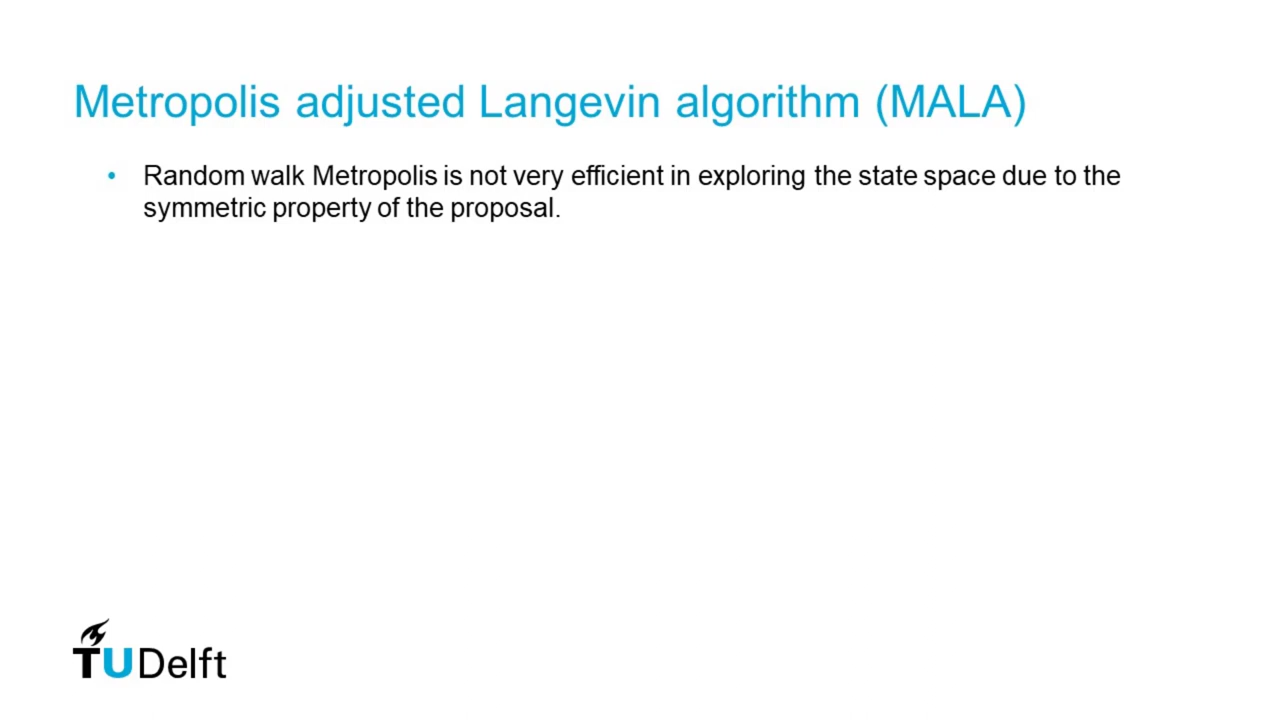 Metropolis adjusted Langevin algorithm (MALA)
• Random walk Metropolis is not very efficient in exploring the state space due to the
symmetric property of the proposal.
TUDelft